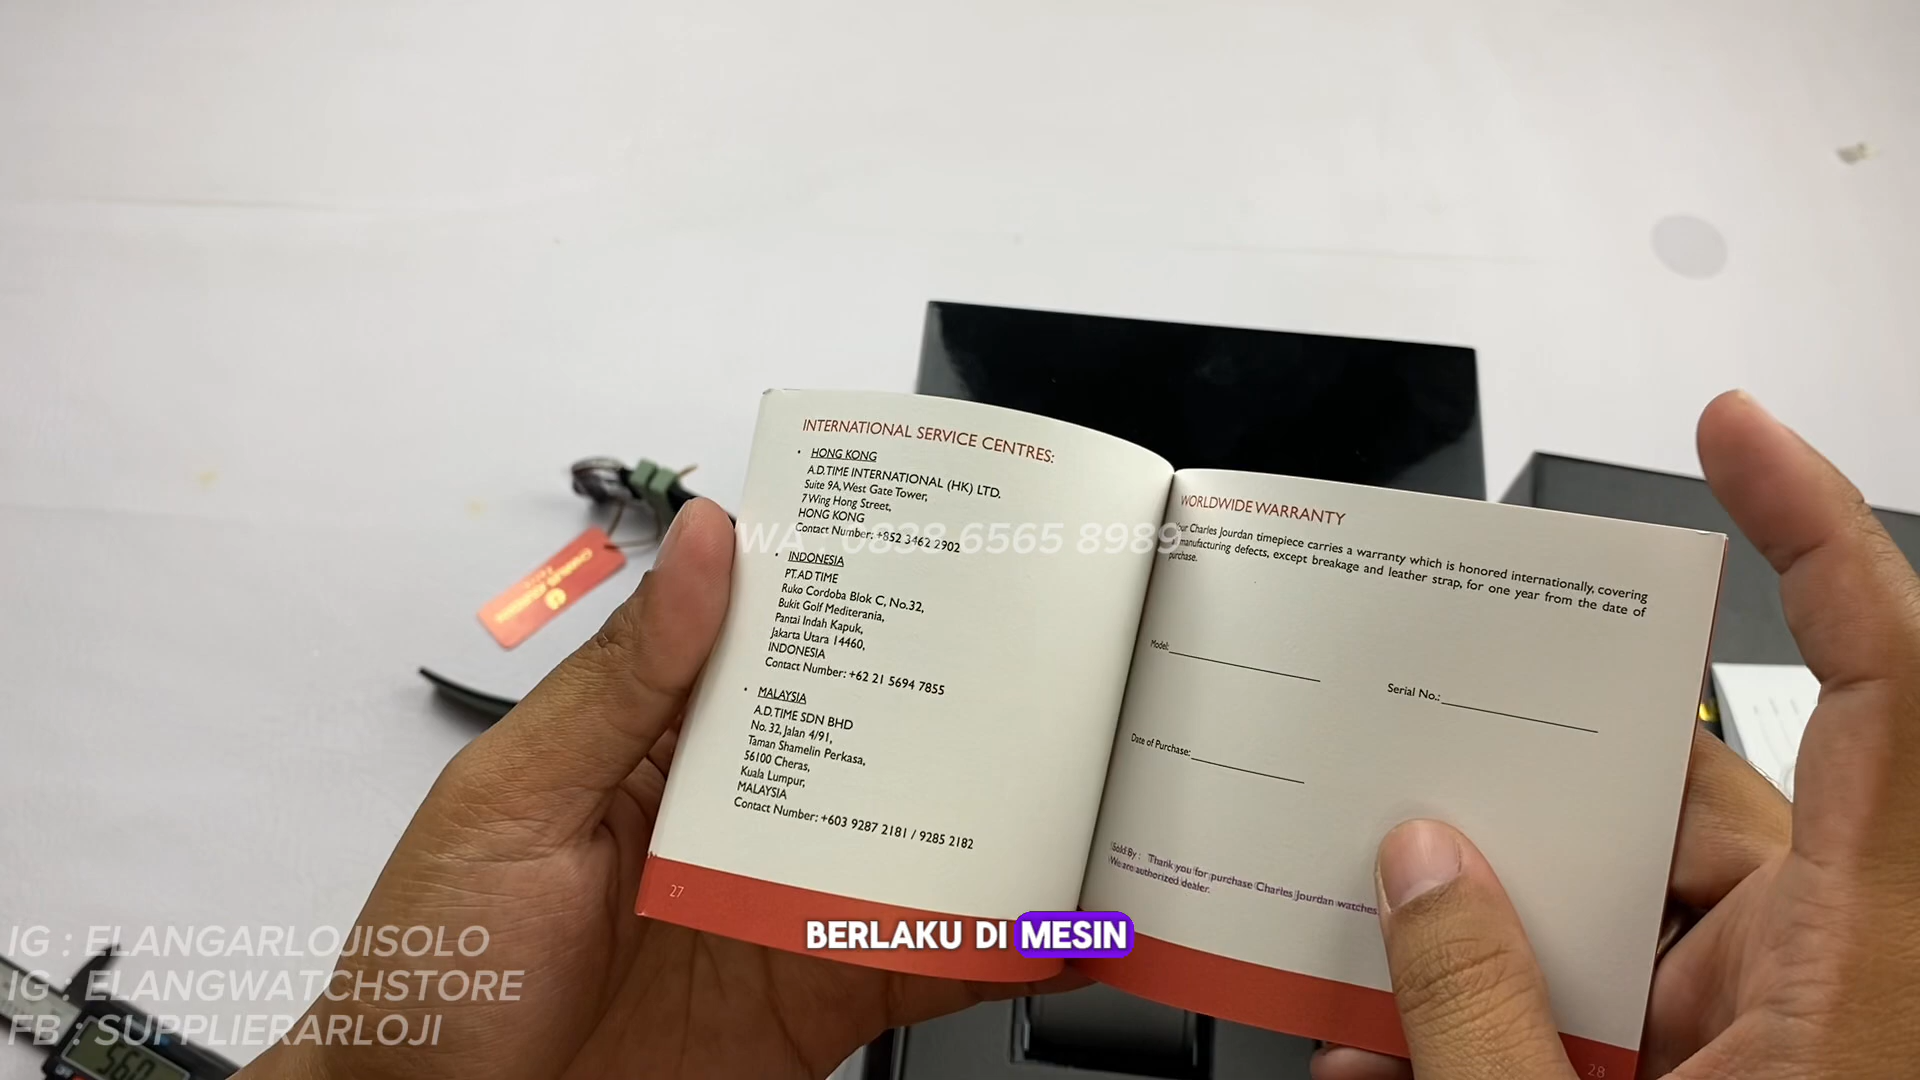 INTERNATIONAL SERVICE CENTRES:
• HONG KONG
A.D. TIME INTERNATIONAL (HK) LTD.
Suite 9A, West Gate Tower,
7 Wing Hong Street,
HONG KONG
Contact Number: +852 3462 2902
• INDONESIA
PT. AD TIME
Ruko Cordoba Blok C, No.32,
Bukit Golf Mediterania,
Pantai Indah Kapuk,
Jakarta Utara 14460,
INDONESIA
Contact Number: +62 21 5694 7855
• MALAYSIA
A.D. TIME SDN BHD
No. 32, Jalan 4/91,
Taman Shamelin Perkasa,
56100 Cheras,
Kuala Lumpur,
MALAYSIA
Contact Number: +603 9287 2181 / 9285 2182
27
WORLDWIDE WARRANTY
Your Charles Jourdan timepiece carries a warranty which is honored internationally, covering
manufacturing defects, except breakage and leather strap, for one year from the date of
purchase.
Model:
Serial No.:
Date of Purchase:
Sold By : Thank you for purchase Charles Jourdan watches
We are authorized dealer.
28
WA 0838 6565 8989
BERLAKU DI MESIN
IG : ELANGARLOJISOLO
IG : ELANGWATCHSTORE
FB : SUPPLIERARLOJI
560